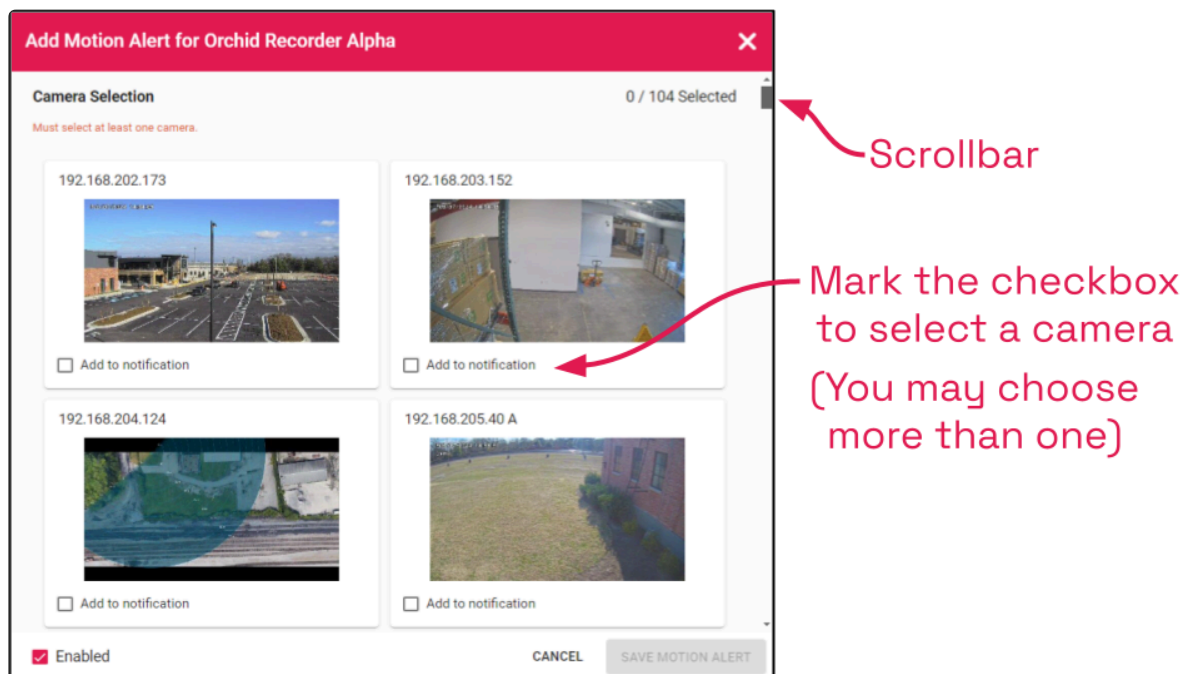 Add Motion Alert for Orchid Recorder Alpha
Camera Selection
0 / 104 Selected
Must select at least one camera.
192.168.202.173
192.168.203.152
Add to notification
Add to notification
192.168.204.124
192.168.205.40 A
Add to notification
Add to notification
Enabled
CANCEL
SAVE MOTION ALERT
Scrollbar
Mark the checkbox
to select a camera
(You may choose
more than one)